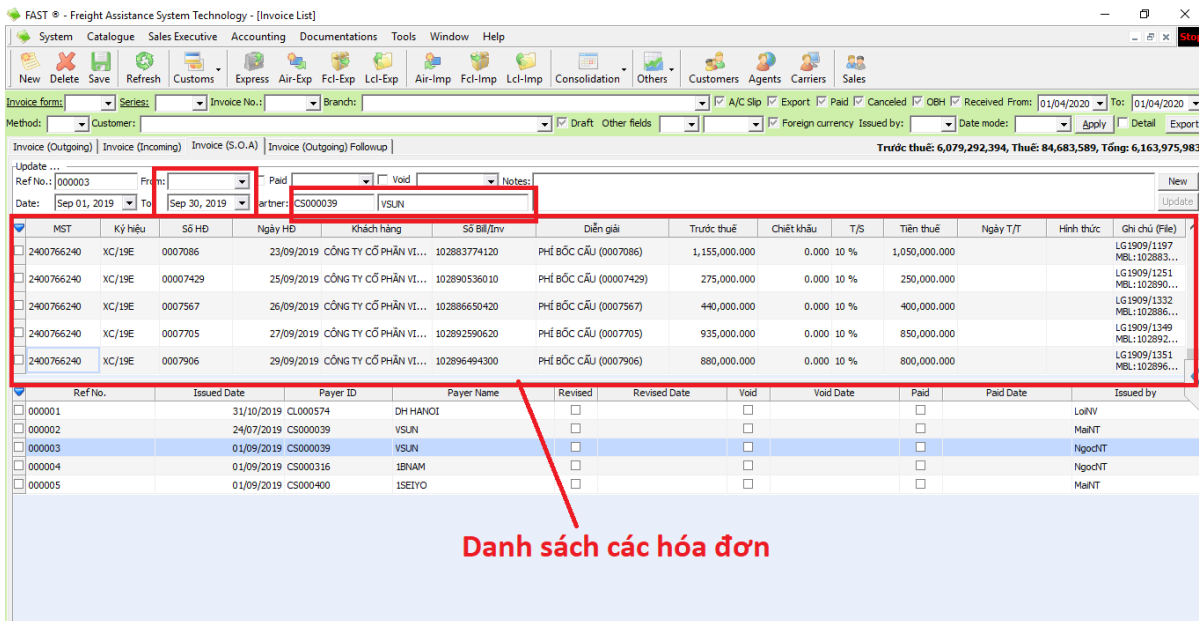 FAST ® - Freight Assistance System Technology - [Invoice List]
System Catalogue Sales Executive Accounting Documentations Tools Window Help
Stop
New Delete Save Refresh Customs Express Air-Exp Fcl-Exp Lcl-Exp Air-Imp Fcl-Imp Lcl-Imp Consolidation Others Customers Agents Carriers Sales
Invoice form: Series: Invoice No.: Branch: A/C Slip Export Paid Canceled OBH Received From: 01/04/2020 To: 01/04/2020
Method: Customer: Draft Other fields Foreign currency Issued by: Date mode: Apply Detail Export
Invoice (Outgoing) Invoice (Incoming) Invoice (S.O.A) Invoice (Outgoing) Followup Trước thuế: 6,079,292,394, Thuế: 84,683,589, Tổng: 6,163,975,983
Update ...
Ref No.: 000003 From: Paid Void Notes: New
Date: Sep 01, 2019 To Sep 30, 2019 artner: CS000039 VSUN Update
MST Ký hiệu Số HĐ Ngày HĐ Khách hàng Số Bill/Inv Diễn giải Trước thuế Chiết khấu T/S Tiền thuế Ngày T/T Hình thức Ghi chú (File)
2400766240 XC/19E 0007086 23/09/2019 CÔNG TY CỔ PHẦN VI... 102883774120 PHÍ BỐC CẨU (0007086) 1,155,000.000 0.000 10 % 1,050,000.000 LG1909/1197 MBL:102883...
2400766240 XC/19E 00007429 25/09/2019 CÔNG TY CỔ PHẦN VI... 102890536010 PHÍ BỐC CẨU (00007429) 275,000.000 0.000 10 % 250,000.000 LG1909/1251 MBL:102890...
2400766240 XC/19E 0007567 26/09/2019 CÔNG TY CỔ PHẦN VI... 102886650420 PHÍ BỐC CẨU (0007567) 440,000.000 0.000 10 % 400,000.000 LG1909/1332 MBL:102886...
2400766240 XC/19E 0007705 27/09/2019 CÔNG TY CỔ PHẦN VI... 102892590620 PHÍ BỐC CẨU (0007705) 935,000.000 0.000 10 % 850,000.000 LG1909/1349 MBL:102892...
2400766240 XC/19E 0007906 29/09/2019 CÔNG TY CỔ PHẦN VI... 102896494300 PHÍ BỐC CẨU (0007906) 880,000.000 0.000 10 % 800,000.000 LG1909/1351 MBL:102896...
Ref No. Issued Date Payer ID Payer Name Revised Revised Date Void Void Date Paid Paid Date Issued by
000001 31/10/2019 CL000574 DH HANOI LoiNV
000002 24/07/2019 CS000039 VSUN MaiNT
000003 01/09/2019 CS000039 VSUN NgocNT
000004 01/09/2019 CS000316 1BNAM NgocNT
000005 01/09/2019 CS000400 1SEIYO MaiNT
Danh sách các hóa đơn